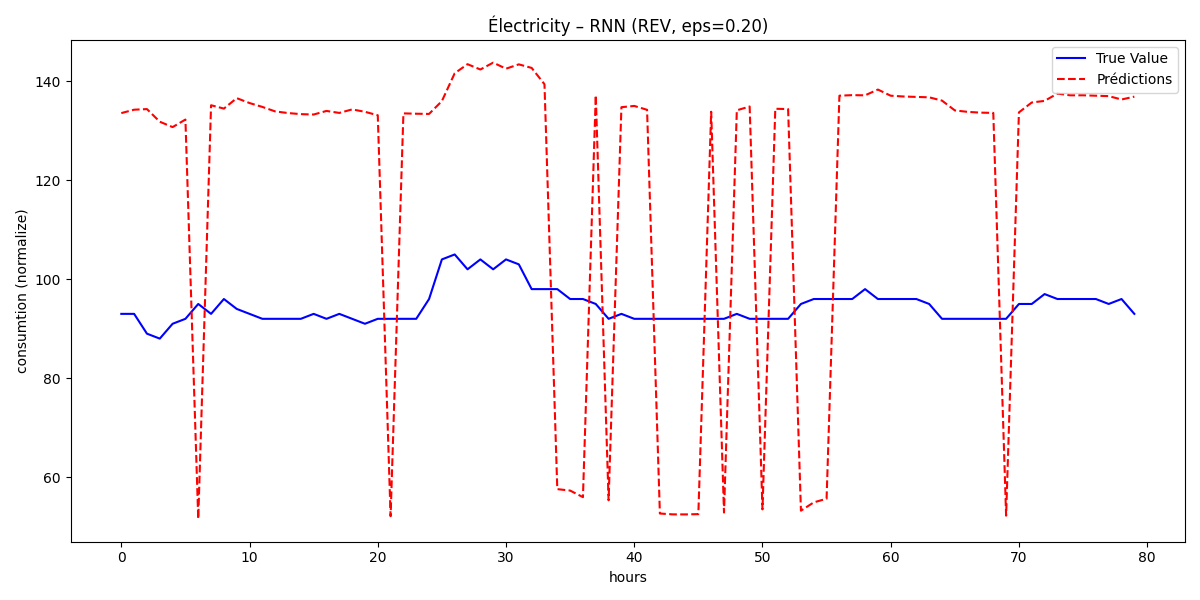 Électricity – RNN (REV, eps=0.20)
True Value
Prédictions
consumtion (normalize)
140
120
100
80
60
0 10 20 30 40 50 60 70 80
hours